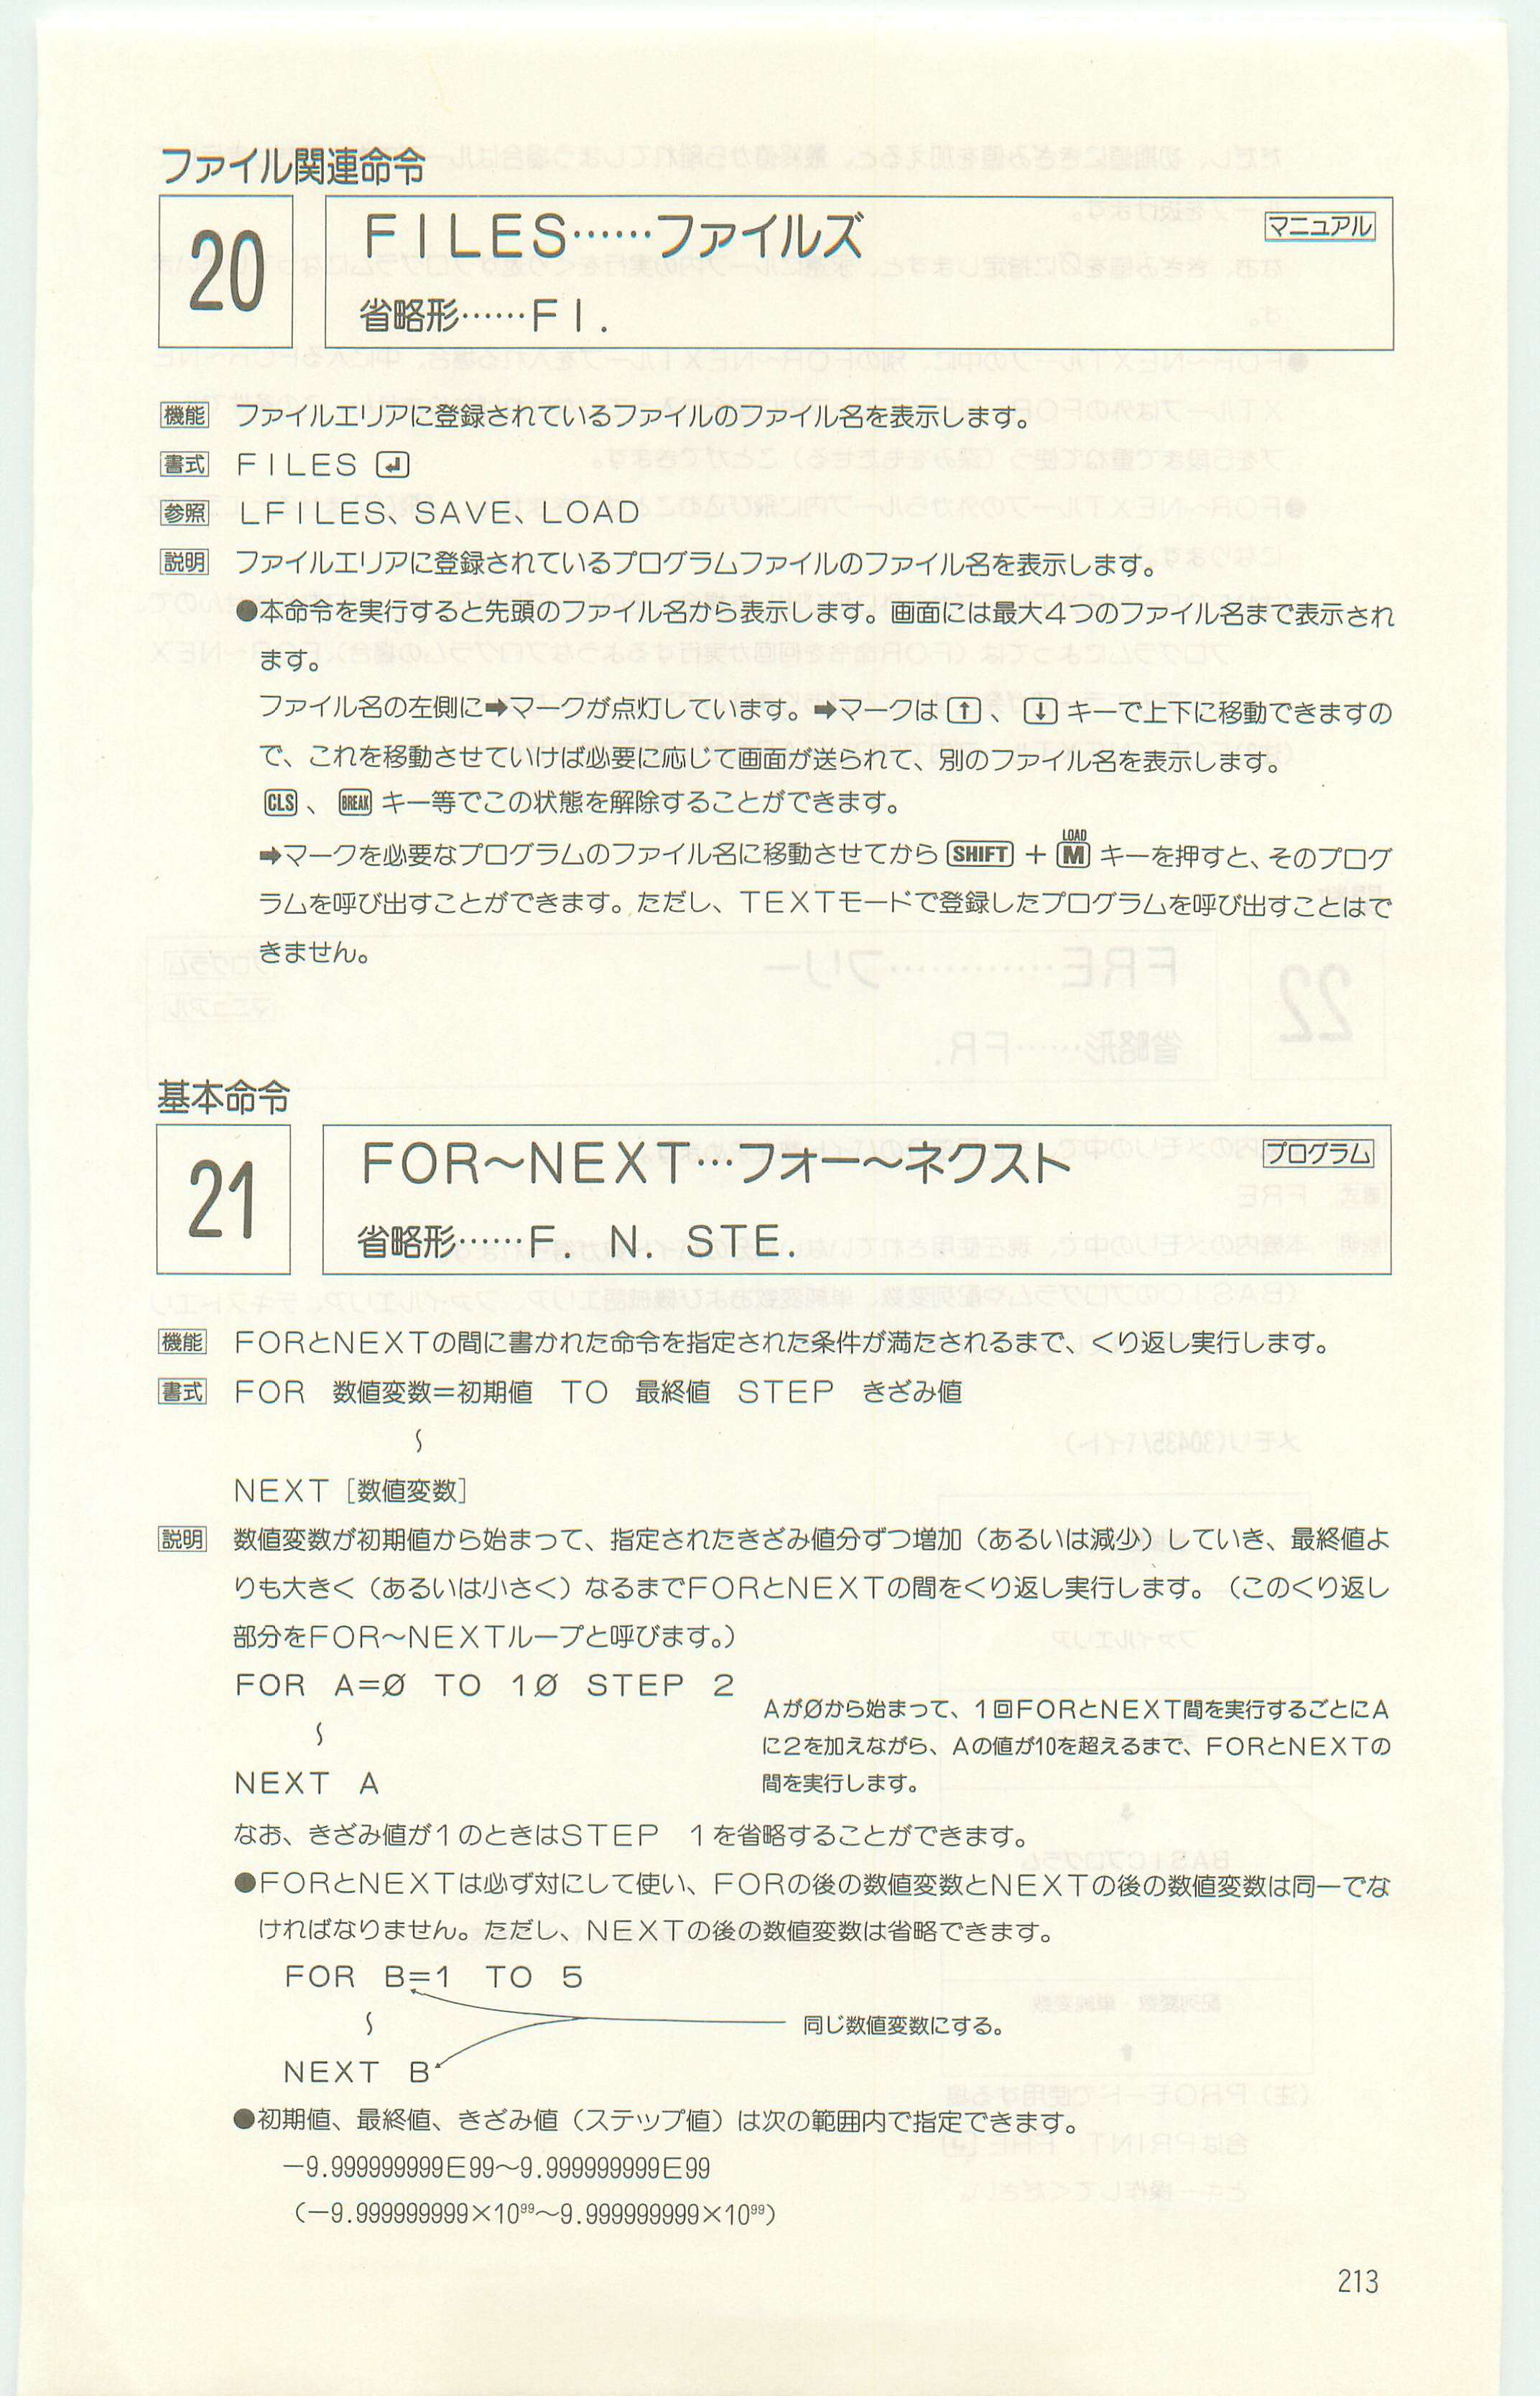 ファイル関連命令
20
FILES……ファイルズ
マニュアル
省略形……FI.
機能 ファイルエリアに登録されているファイルのファイル名を表示します。
書式 FILES ↲
参照 LFILES、SAVE、LOAD
説明 ファイルエリアに登録されているプログラムファイルのファイル名を表示します。
●本命令を実行すると先頭のファイル名から表示します。画面には最大4つのファイル名まで表示され
ます。
ファイル名の左側に➡マークが点灯しています。➡マークは↑、↓キーで上下に移動できますの
で、これを移動させていけば必要に応じて画面が送られて、別のファイル名を表示します。
CLS、BREAKキー等でこの状態を解除することができます。
LOAD
➡マークを必要なプログラムのファイル名に移動させてからSHIFT+Mキーを押すと、そのプログ
ラムを呼び出すことができます。ただし、TEXTモードで登録したプログラムを呼び出すことはで
きません。
基本命令
21
FOR〜NEXT…フォー〜ネクスト
プログラム
省略形……F. N. STE.
機能 FORとNEXTの間に書かれた命令を指定された条件が満たされるまで、くり返し実行します。
書式 FOR 数値変数=初期値 TO 最終値 STEP きざみ値
〜
NEXT [数値変数]
説明 数値変数が初期値から始まって、指定されたきざみ値分ずつ増加(あるいは減少)していき、最終値よ
りも大きく(あるいは小さく)なるまでFORとNEXTの間をくり返し実行します。(このくり返し
部分をFOR〜NEXTループと呼びます。)
FOR A=Ø TO 1Ø STEP 2
〜
NEXT A
AがØから始まって、1回FORとNEXT間を実行するごとにA
に2を加えながら、Aの値が10を超えるまで、FORとNEXTの
間を実行します。
なお、きざみ値が1のときはSTEP 1を省略することができます。
●FORとNEXTは必ず対にして使い、FORの後の数値変数とNEXTの後の数値変数は同一でな
ければなりません。ただし、NEXTの後の数値変数は省略できます。
FOR B=1 TO 5
〜
同じ数値変数にする。
NEXT B
●初期値、最終値、きざみ値(ステップ値)は次の範囲内で指定できます。
−9.999999999E99〜9.999999999E99
(−9.999999999×10⁹⁹〜9.999999999×10⁹⁹)
213